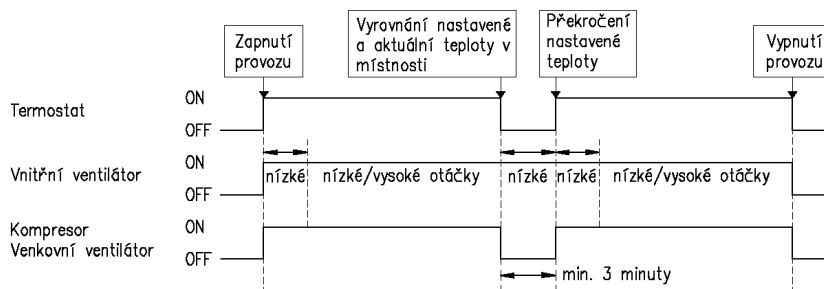 Zapnutí
provozu
Vyrovnání nastavené
a aktuální teploty v
místnosti
Překročení
nastavené
teploty
Vypnutí
provozu
Termostat
ON
OFF
Vnitřní ventilátor
ON
OFF
nízké
nízké/vysoké otáčky
nízké
nízké
nízké/vysoké otáčky
Kompresor
Venkovní ventilátor
ON
OFF
min. 3 minuty